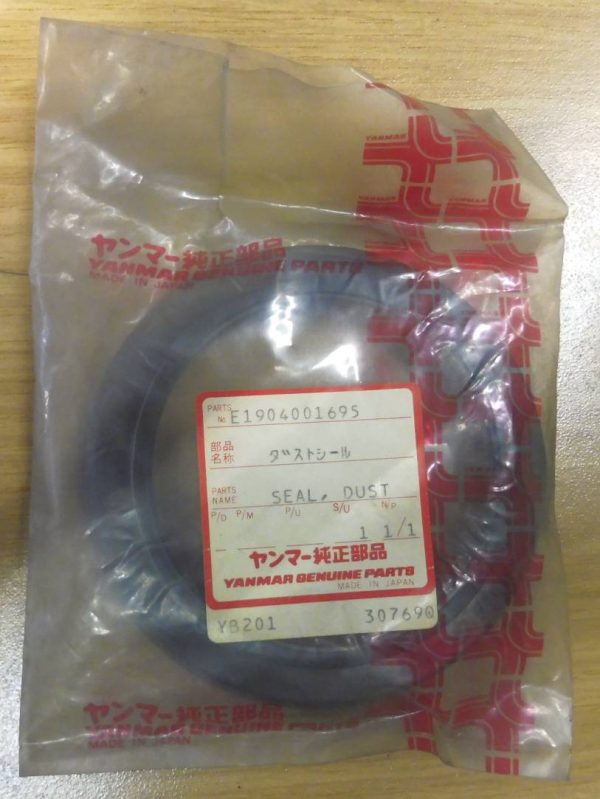 YANMAR
YANMAR
ヤンマー純正部品
YANMAR GENUINE PARTS
MADE IN JAPAN
PARTS No. E1904001695
部品名称 ダストシール
PARTS NAME SEAL, DUST
P/D P/M P/U S/U N/P
1 1/1
ヤンマー純正部品
YANMAR GENUINE PARTS
MADE IN JAPAN
YB201 307690
ヤンマー純正部品
YANMAR GENUINE PARTS
MADE IN JAPAN